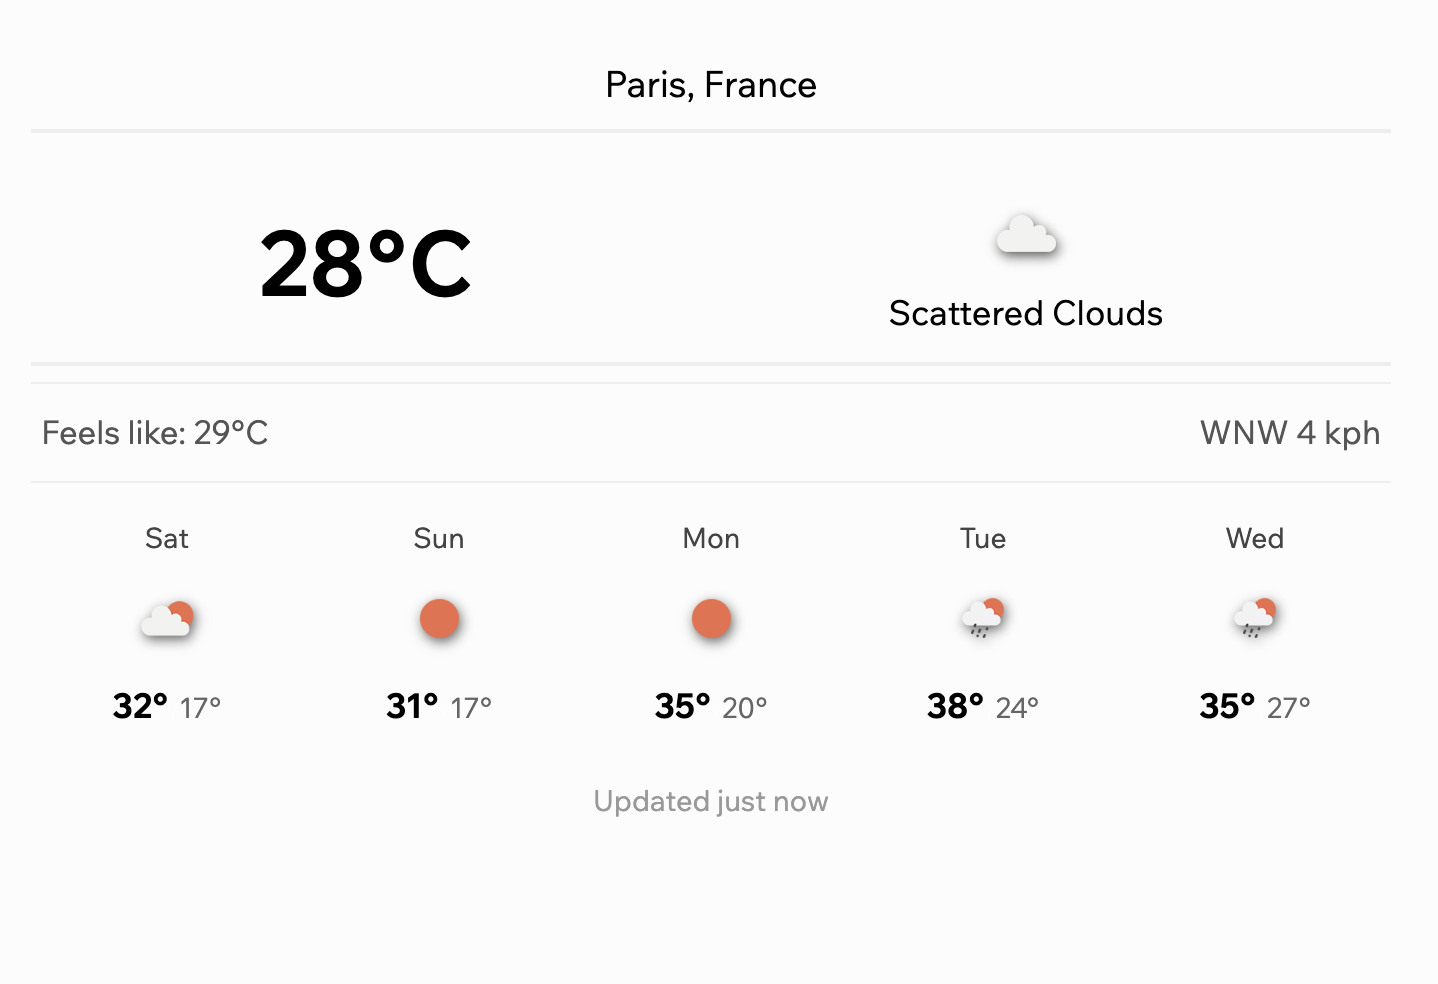 Paris, France
28°C
Scattered Clouds
Feels like: 29°C WNW 4 kph
Sat Sun Mon Tue Wed
32° 17° 31° 17° 35° 20° 38° 24° 35° 27°
Updated just now